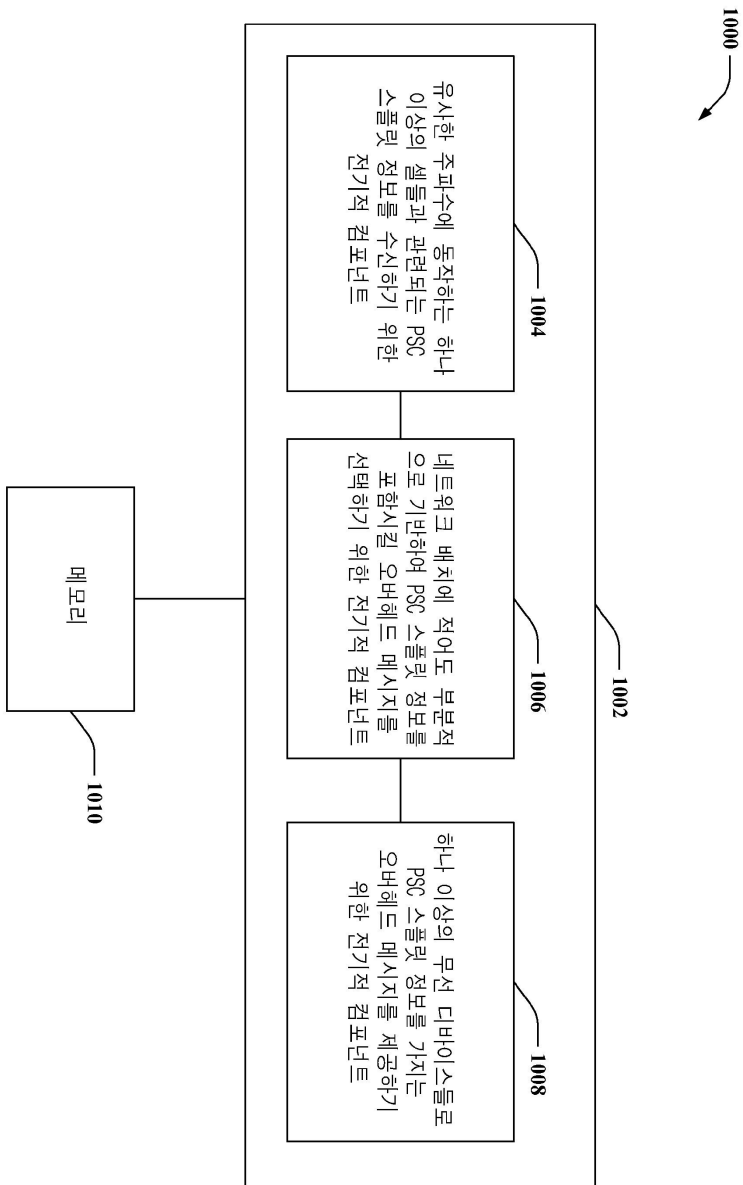 1000
1002
1004
유사한 주파수에 동작하는 하나
이상의 셀들과 관련되는 PSC
스플릿 정보를 수신하기 위한
전기적 컴포넌트
1006
네트워크 배치에 적어도 부분적
으로 기반하여 PSC 스플릿 정보를
포함시킬 오버헤드 메시지를
선택하기 위한 전기적 컴포넌트
1008
하나 이상의 무선 디바이스들로
PSC 스플릿 정보를 가지는
오버헤드 메시지를 제공하기
위한 전기적 컴포넌트
메모리
1010